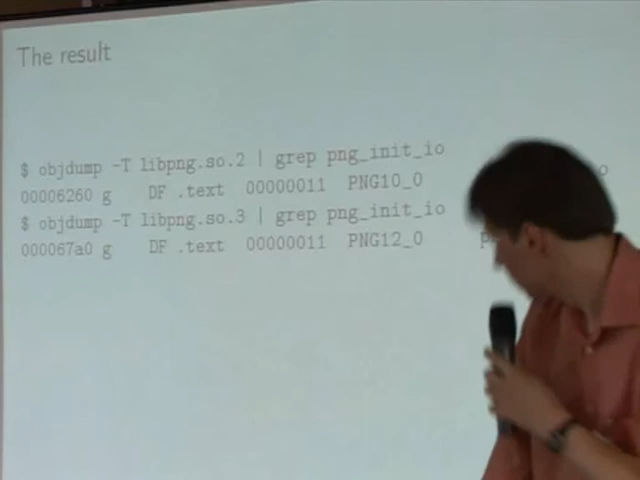 The result
$ objdump -T libpng.so.2 | grep png_init_io
00006260 g DF .text 00000011 PNG10_0
$ objdump -T libpng.so.3 | grep png_init_io
000067a0 g DF .text 00000011 PNG12_0